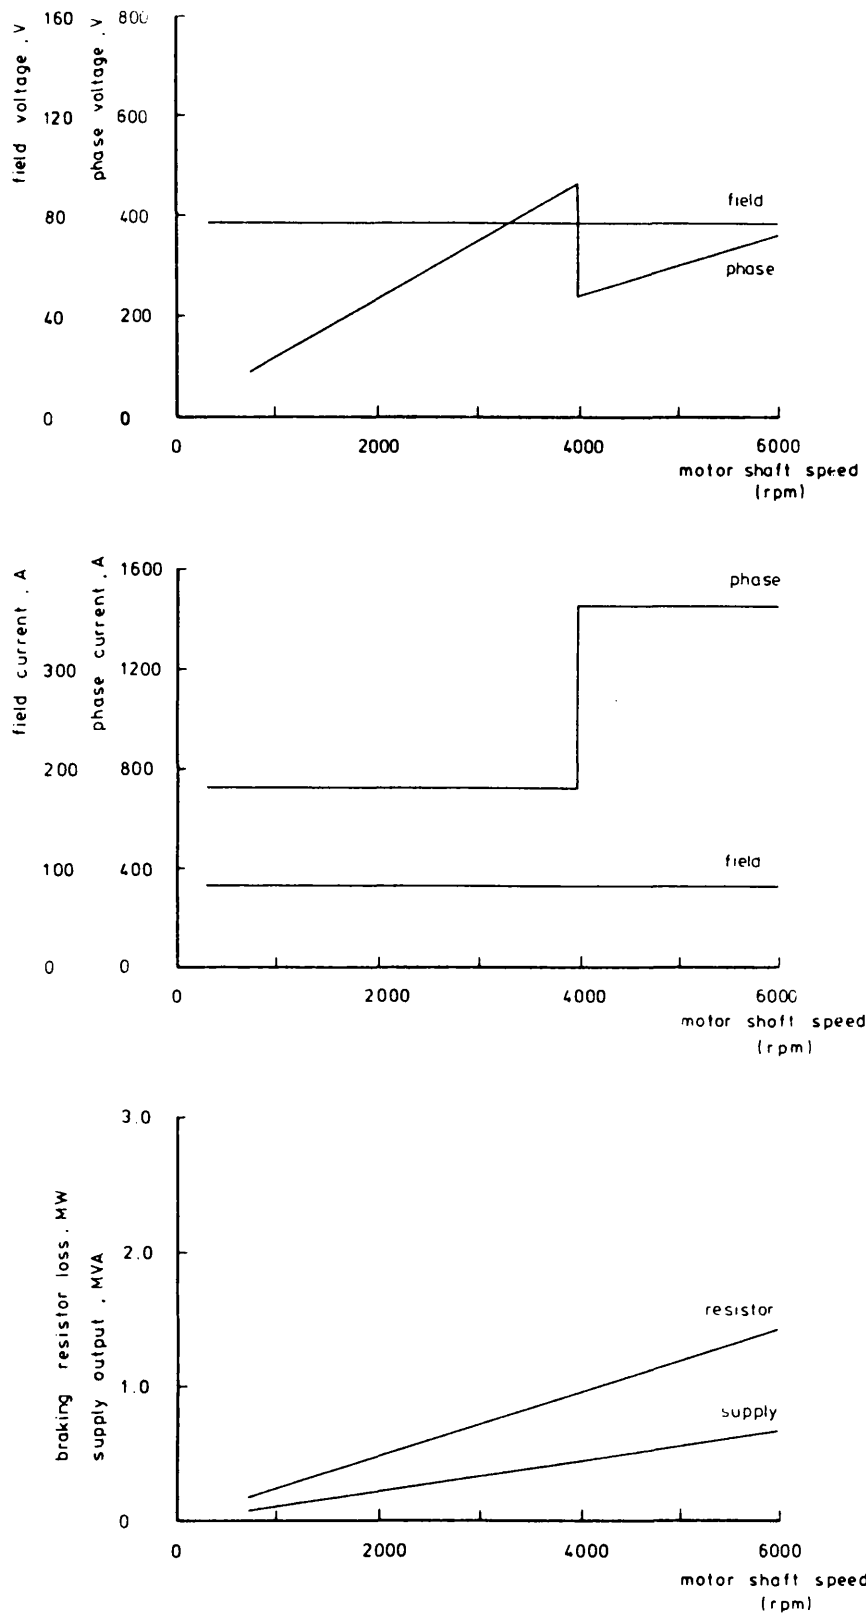 field voltage , V
phase voltage , V
160
800
120
600
80
400
40
200
0
0
field
phase
0
2000
4000
6000
motor shaft speed
(rpm)
field current , A
phase current , A
1600
300
1200
200
800
100
400
0
0
phase
field
0
2000
4000
6000
motor shaft speed
(rpm)
braking resistor loss , MW
supply output , MVA
3.0
2.0
1.0
0
resistor
supply
0
2000
4000
6000
motor shaft speed
(rpm)